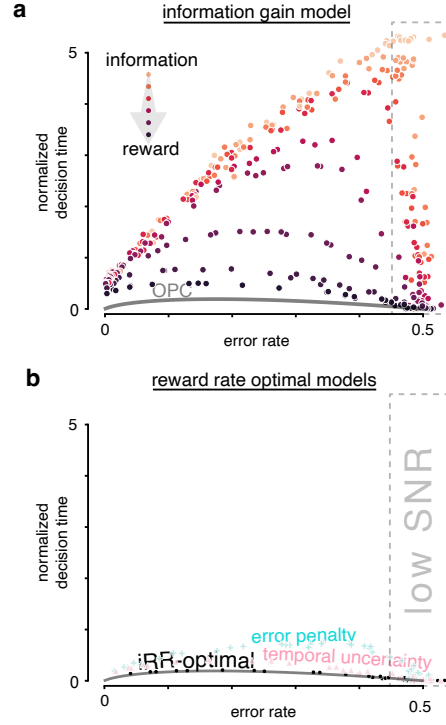 a
information gain model
5
information
reward
normalized
decision time
OPC
0
0
0.5
error rate
b
reward rate optimal models
5
low SNR
normalized
decision time
error penalty
iRR-optimal
temporal uncertainty
0
0
0.5
error rate